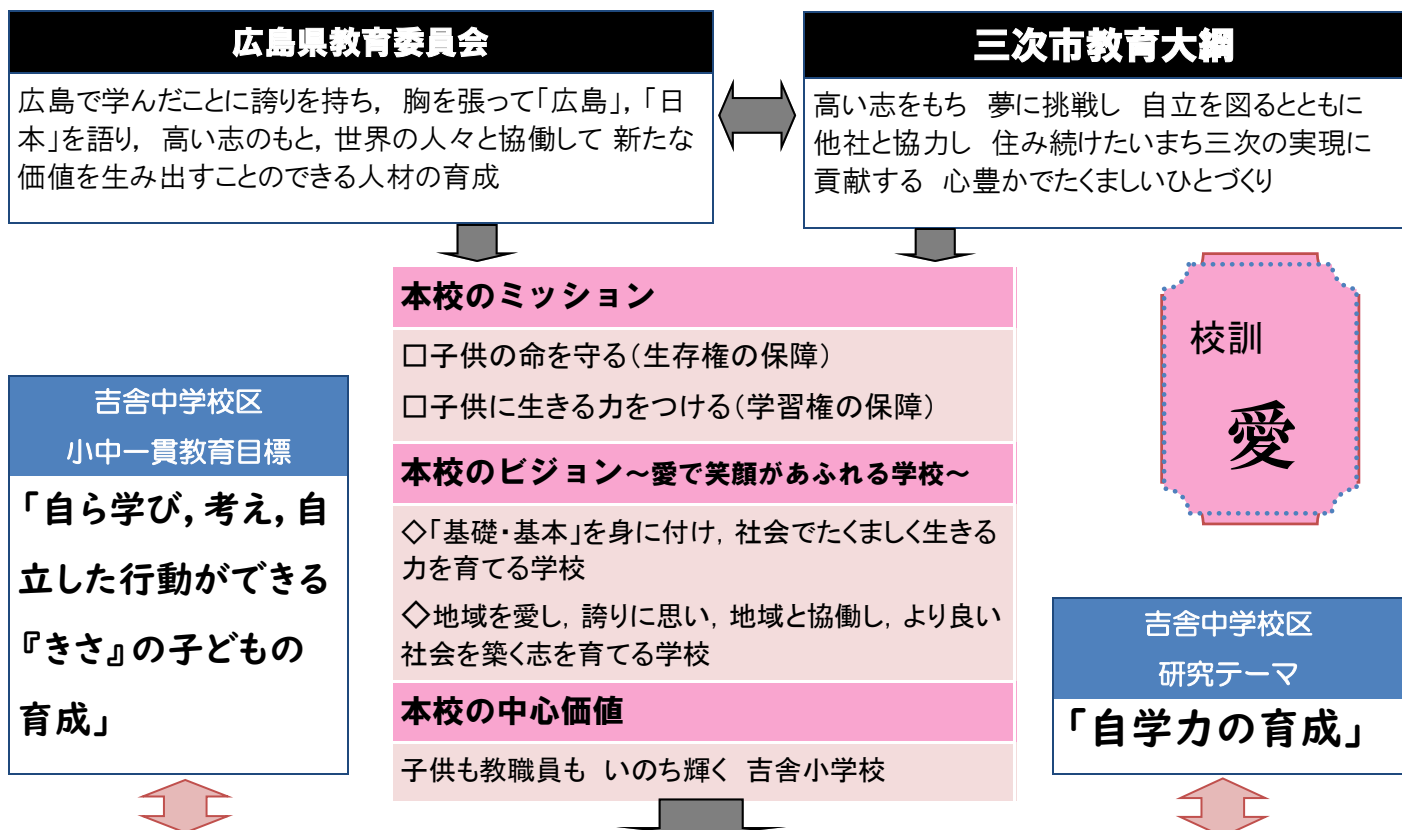 広島県教育委員会
広島で学んだことに誇りを持ち， 胸を張って「広島」，「日
本」を語り， 高い志のもと，世界の人々と協働して 新たな
価値を生み出すことのできる人材の育成
三次市教育大綱
高い志をもち　夢に挑戦し　自立を図るとともに
他社と協力し　住み続けたいまち三次の実現に
貢献する　心豊かでたくましいひとづくり
本校のミッション
□子供の命を守る（生存権の保障）
□子供に生きる力をつける（学習権の保障）
本校のビジョン～愛で笑顔があふれる学校～
◇「基礎・基本」を身に付け，社会でたくましく生きる
力を育てる学校
◇地域を愛し，誇りに思い，地域と協働し，より良い
社会を築く志を育てる学校
本校の中心価値
子供も教職員も　いのち輝く　吉舎小学校
校訓
愛
吉舎中学校区
小中一貫教育目標
「自ら学び，考え，自
立した行動ができる
『きさ』の子どもの
育成」
吉舎中学校区
研究テーマ
「自学力の育成」